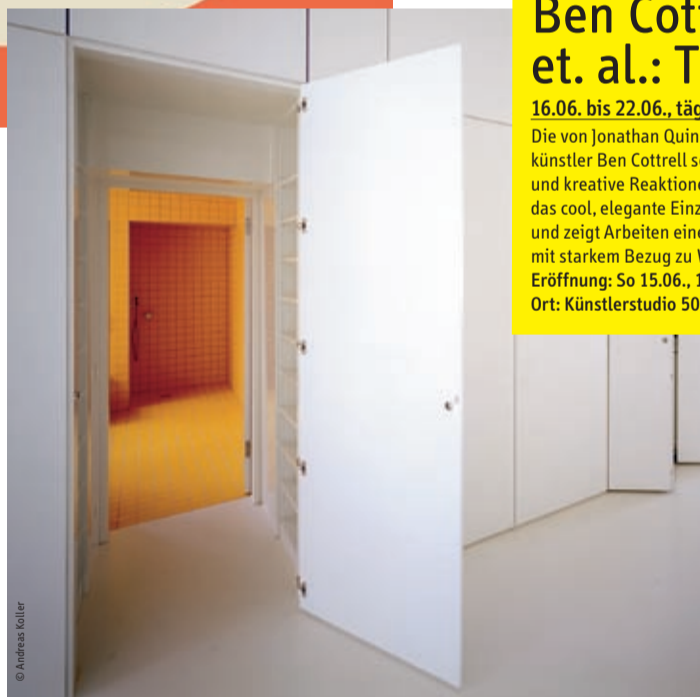 Ben Cott
et. al.: T
16.06. bis 22.06., täg
Die von Jonathan Quin
künstler Ben Cottrell s
und kreative Reaktion
das cool, elegante Einz
und zeigt Arbeiten eine
mit starkem Bezug zu
Eröffnung: So 15.06., 1
Ort: Künstlerstudio 50
© Andreas Koller